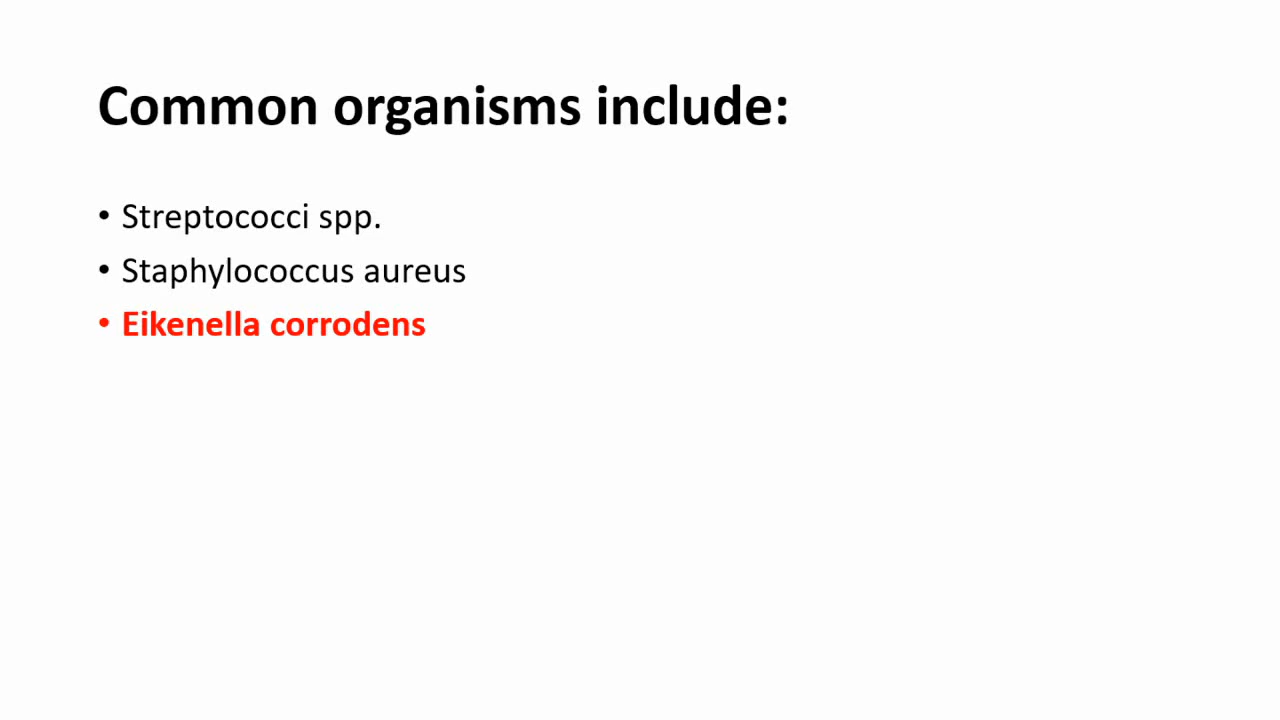 Common organisms include:
• Streptococci spp.
• Staphylococcus aureus
• Eikenella corrodens